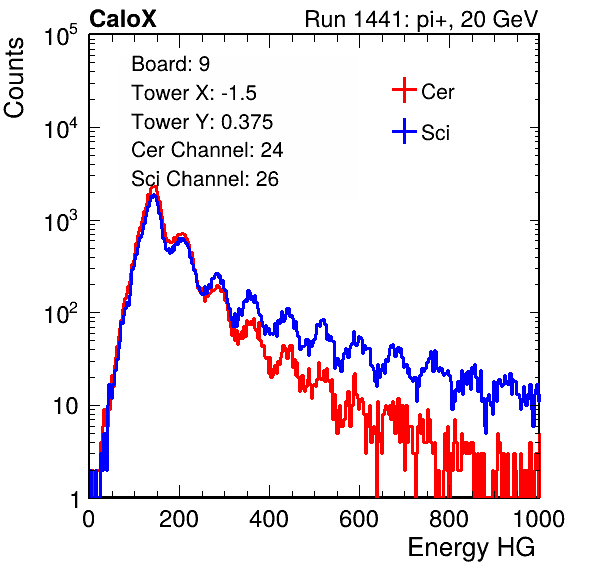 CaloX Run 1441: pi+, 20 GeV
Counts
Board: 9
Tower X: -1.5
Tower Y: 0.375
Cer Channel: 24
Sci Channel: 26
Cer
Sci
10^5
10^4
10^3
10^2
10
1
0 200 400 600 800 1000
Energy HG